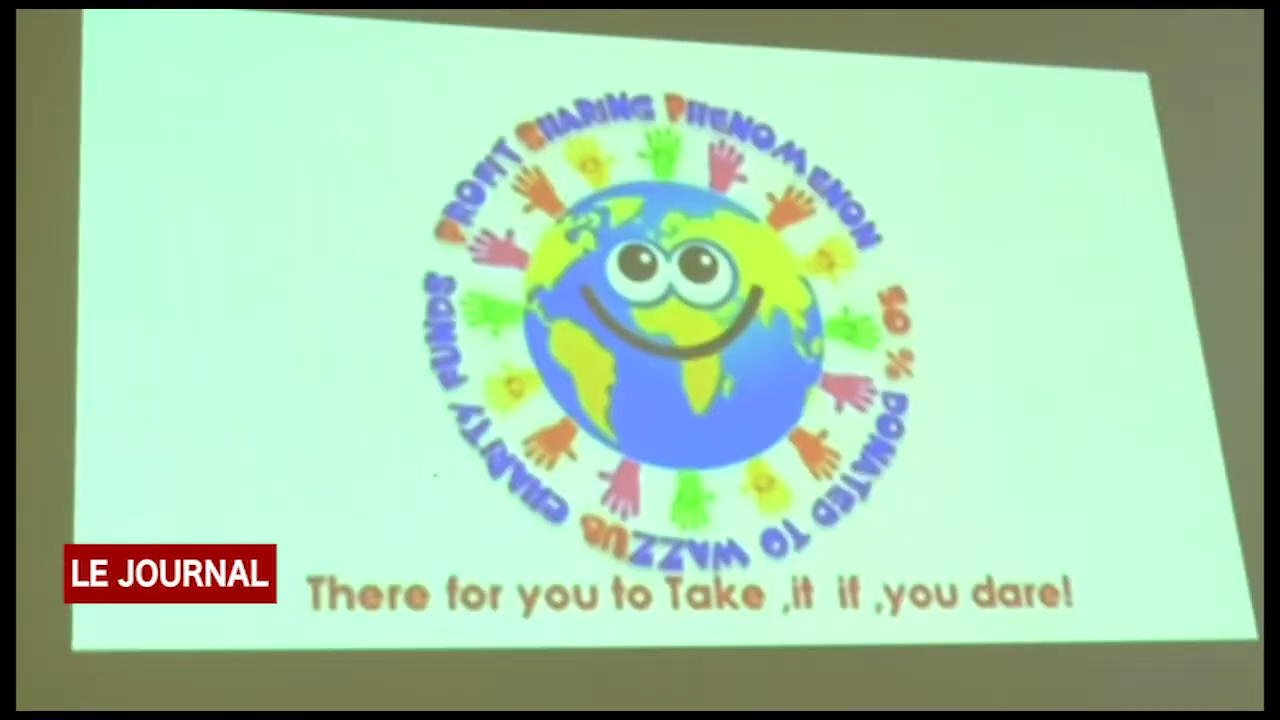 PROFIT SHARING PHENOMENON
50 % DONATED TO WAZZUB CHARITY FUNDS
There for you to Take ,it if ,you dare!
LE JOURNAL